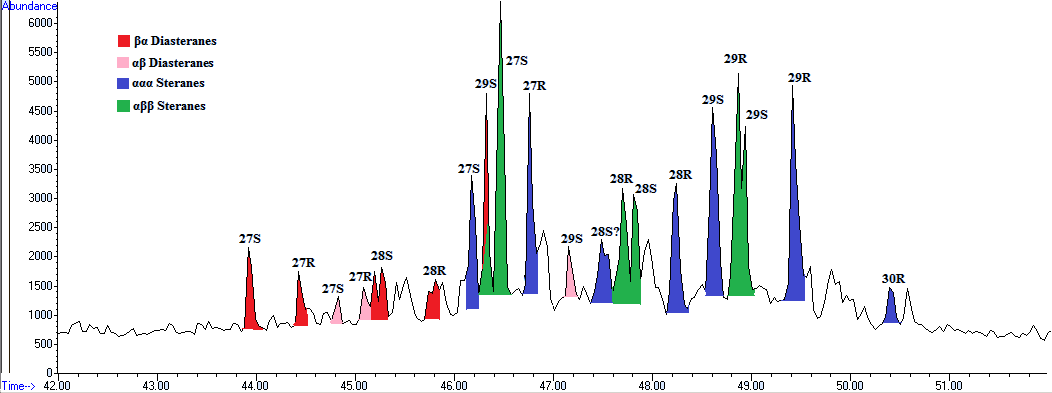 Abundance
6000
5500
5000
4500
4000
3500
3000
2500
2000
1500
1000
500
0
βα Diasteranes
αβ Diasteranes
ααα Steranes
αββ Steranes
27S
27R
27S
27R
28S
28R
27S
29S
27S
27R
29S
28S?
28R
28S
28R
29S
29R
29S
29R
30R
42.00 43.00 44.00 45.00 46.00 47.00 48.00 49.00 50.00 51.00
Time-->